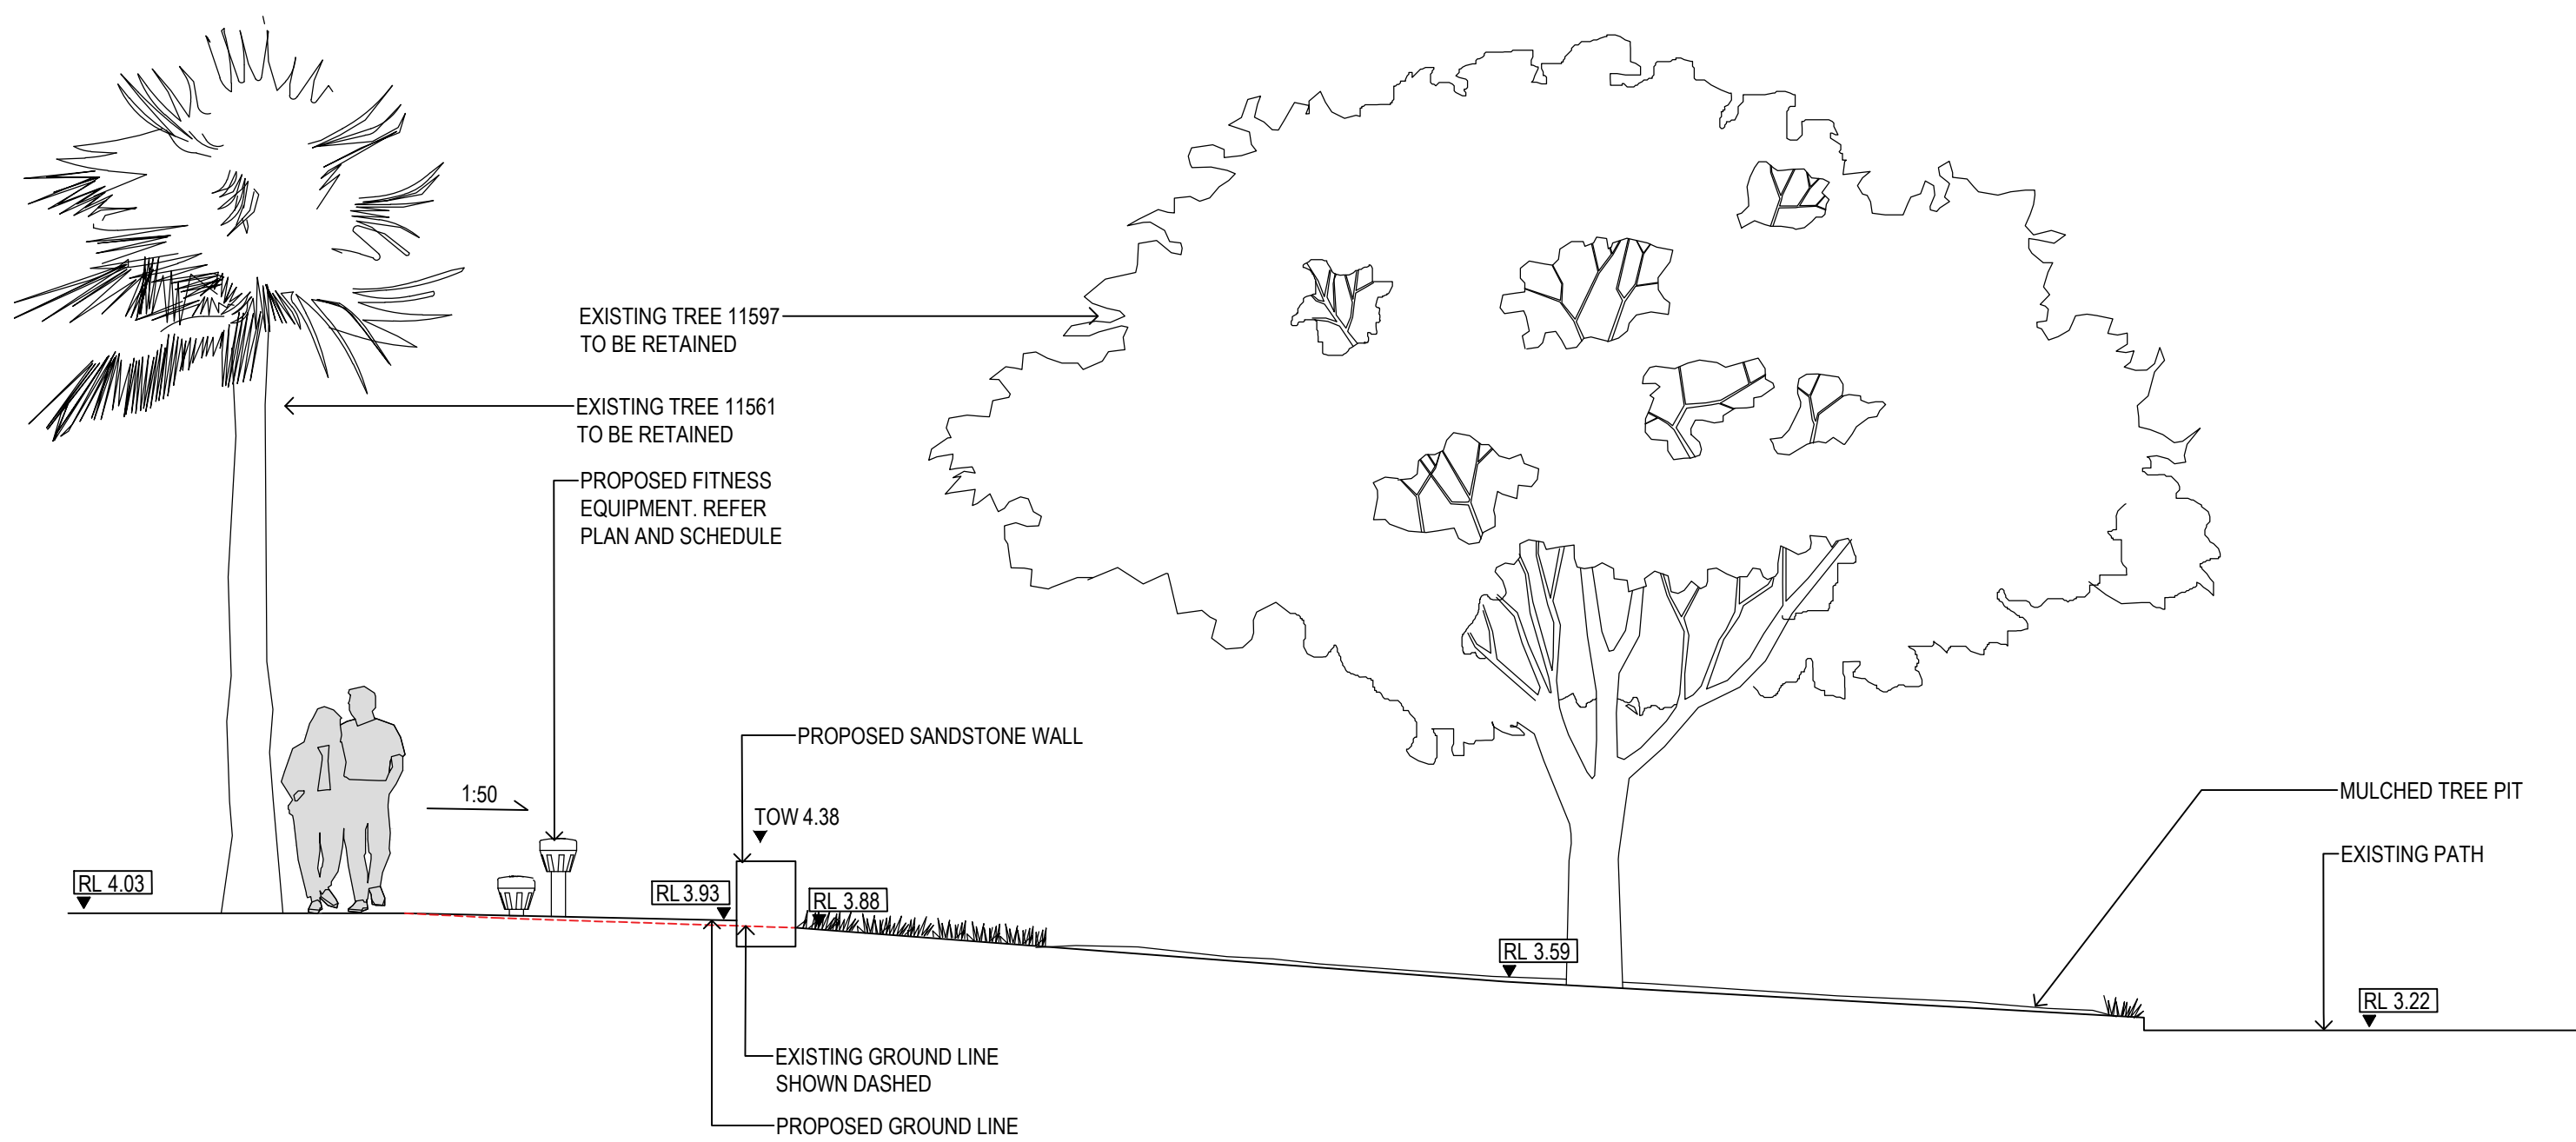 EXISTING TREE 11597
TO BE RETAINED
EXISTING TREE 11561
TO BE RETAINED
PROPOSED FITNESS
EQUIPMENT. REFER
PLAN AND SCHEDULE
PROPOSED SANDSTONE WALL
1:50
TOW 4.38
MULCHED TREE PIT
EXISTING PATH
RL 4.03
RL 3.93
RL 3.88
RL 3.59
RL 3.22
EXISTING GROUND LINE
SHOWN DASHED
PROPOSED GROUND LINE